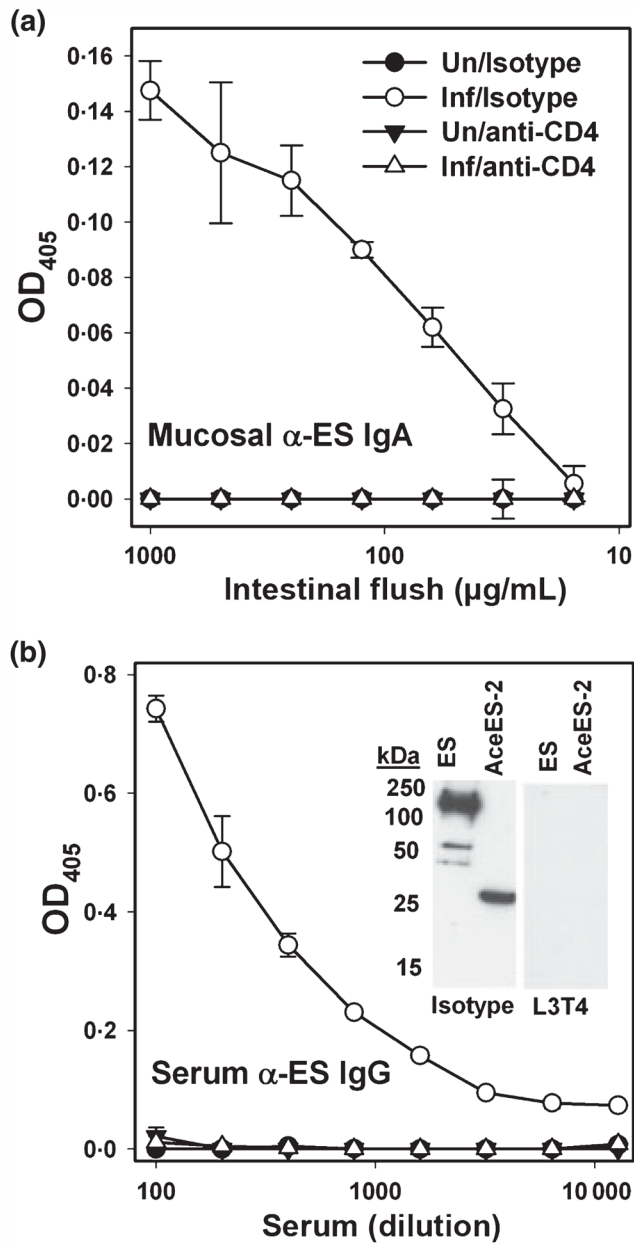 (a)
0·16
0·14
0·12
0·10
0·08
0·06
0·04
0·02
0·00
OD405
Un/Isotype
Inf/Isotype
Un/anti-CD4
Inf/anti-CD4
Mucosal α-ES IgA
1000
100
10
Intestinal flush (µg/mL)
(b)
0·8
0·6
0·4
0·2
0·0
OD405
kDa
ES
AceES-2
ES
AceES-2
250
100
50
25
15
Isotype
L3T4
Serum α-ES IgG
100
1000
10 000
Serum (dilution)